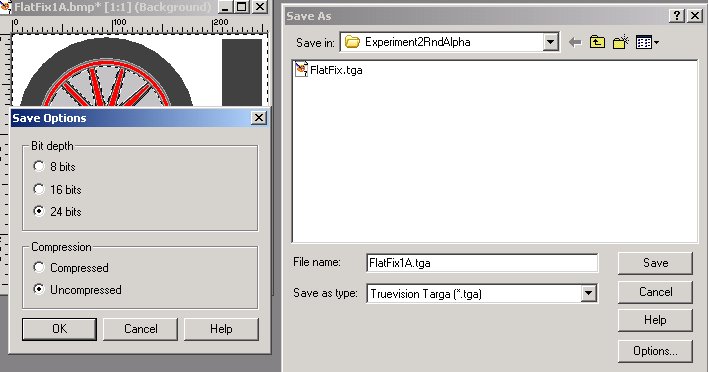 FlatFix1A.bmp* [1:1] (Background)
0 100 200
Save Options
Bit depth
8 bits
16 bits
24 bits
Compression
Compressed
Uncompressed
OK Cancel Help
Save As
Save in: Experiment2RndAlpha
FlatFix.tga
File name: FlatFix1A.tga Save
Save as type: Truevision Targa (*.tga) Cancel
Help
Options...